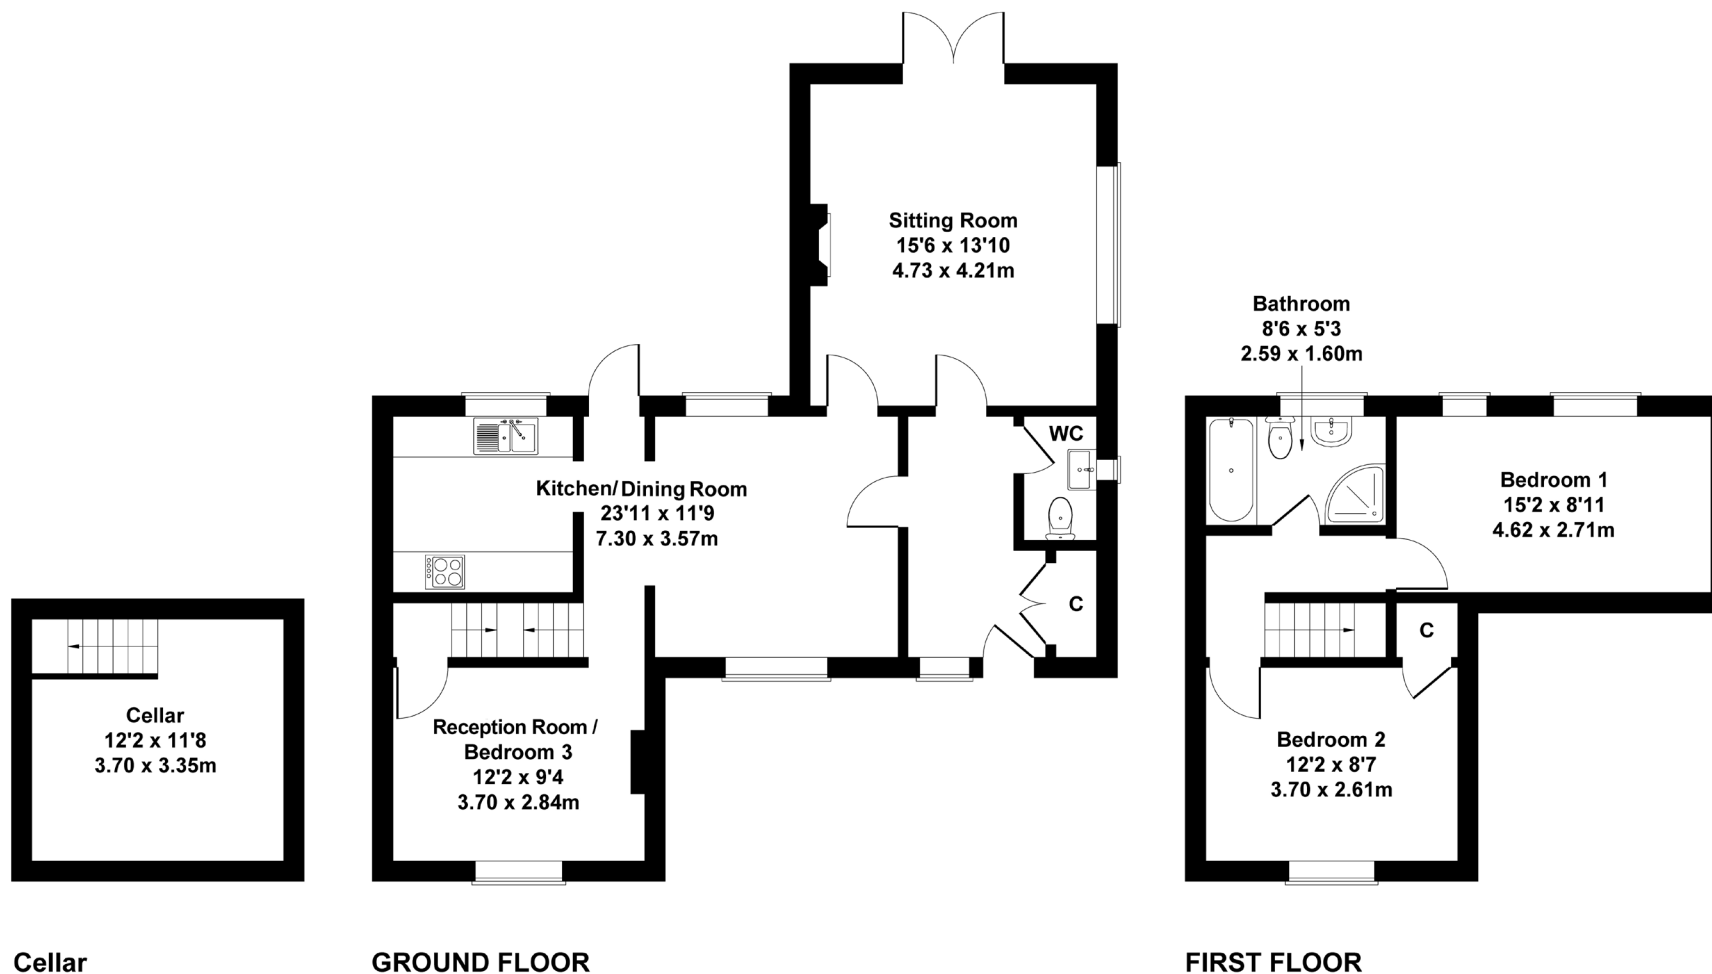 Cellar
12'2 x 11'8
3.70 x 3.35m
Cellar
Sitting Room
15'6 x 13'10
4.73 x 4.21m
WC
Kitchen/ Dining Room
23'11 x 11'9
7.30 x 3.57m
C
Reception Room /
Bedroom 3
12'2 x 9'4
3.70 x 2.84m
GROUND FLOOR
Bathroom
8'6 x 5'3
2.59 x 1.60m
Bedroom 1
15'2 x 8'11
4.62 x 2.71m
C
Bedroom 2
12'2 x 8'7
3.70 x 2.61m
FIRST FLOOR